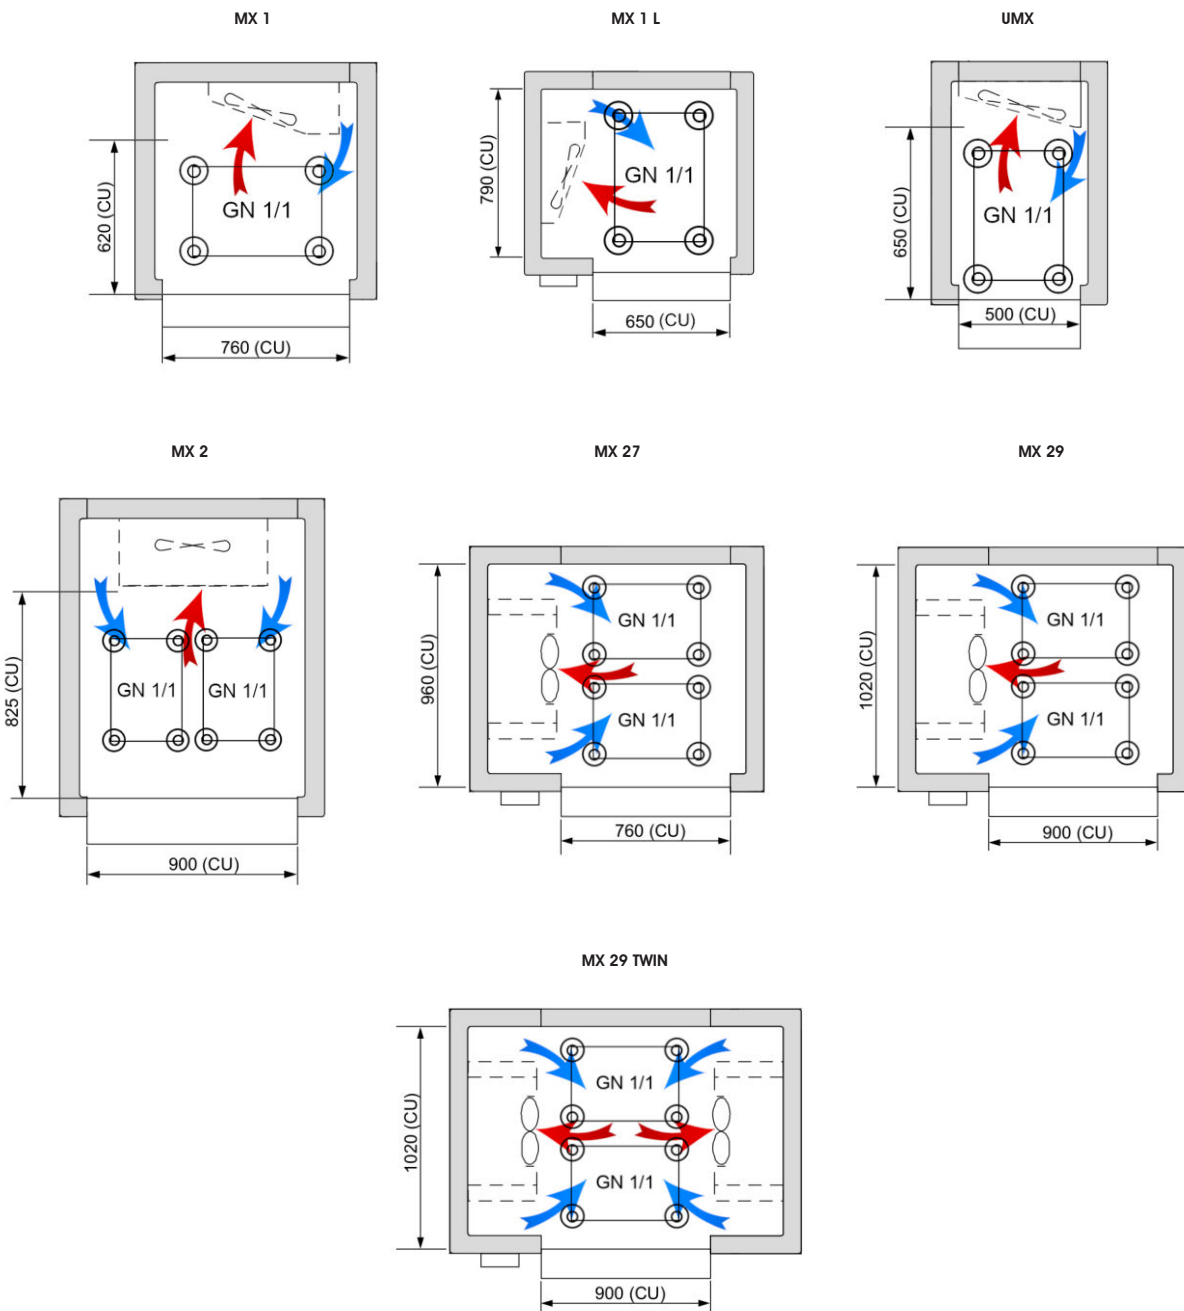 MX 1
620 (CU)
GN 1/1
760 (CU)
MX 1 L
790 (CU)
GN 1/1
650 (CU)
UMX
650 (CU)
GN 1/1
500 (CU)
MX 2
825 (CU)
GN 1/1
GN 1/1
900 (CU)
MX 27
960 (CU)
GN 1/1
GN 1/1
760 (CU)
MX 29
1020 (CU)
GN 1/1
GN 1/1
900 (CU)
MX 29 TWIN
1020 (CU)
GN 1/1
GN 1/1
900 (CU)